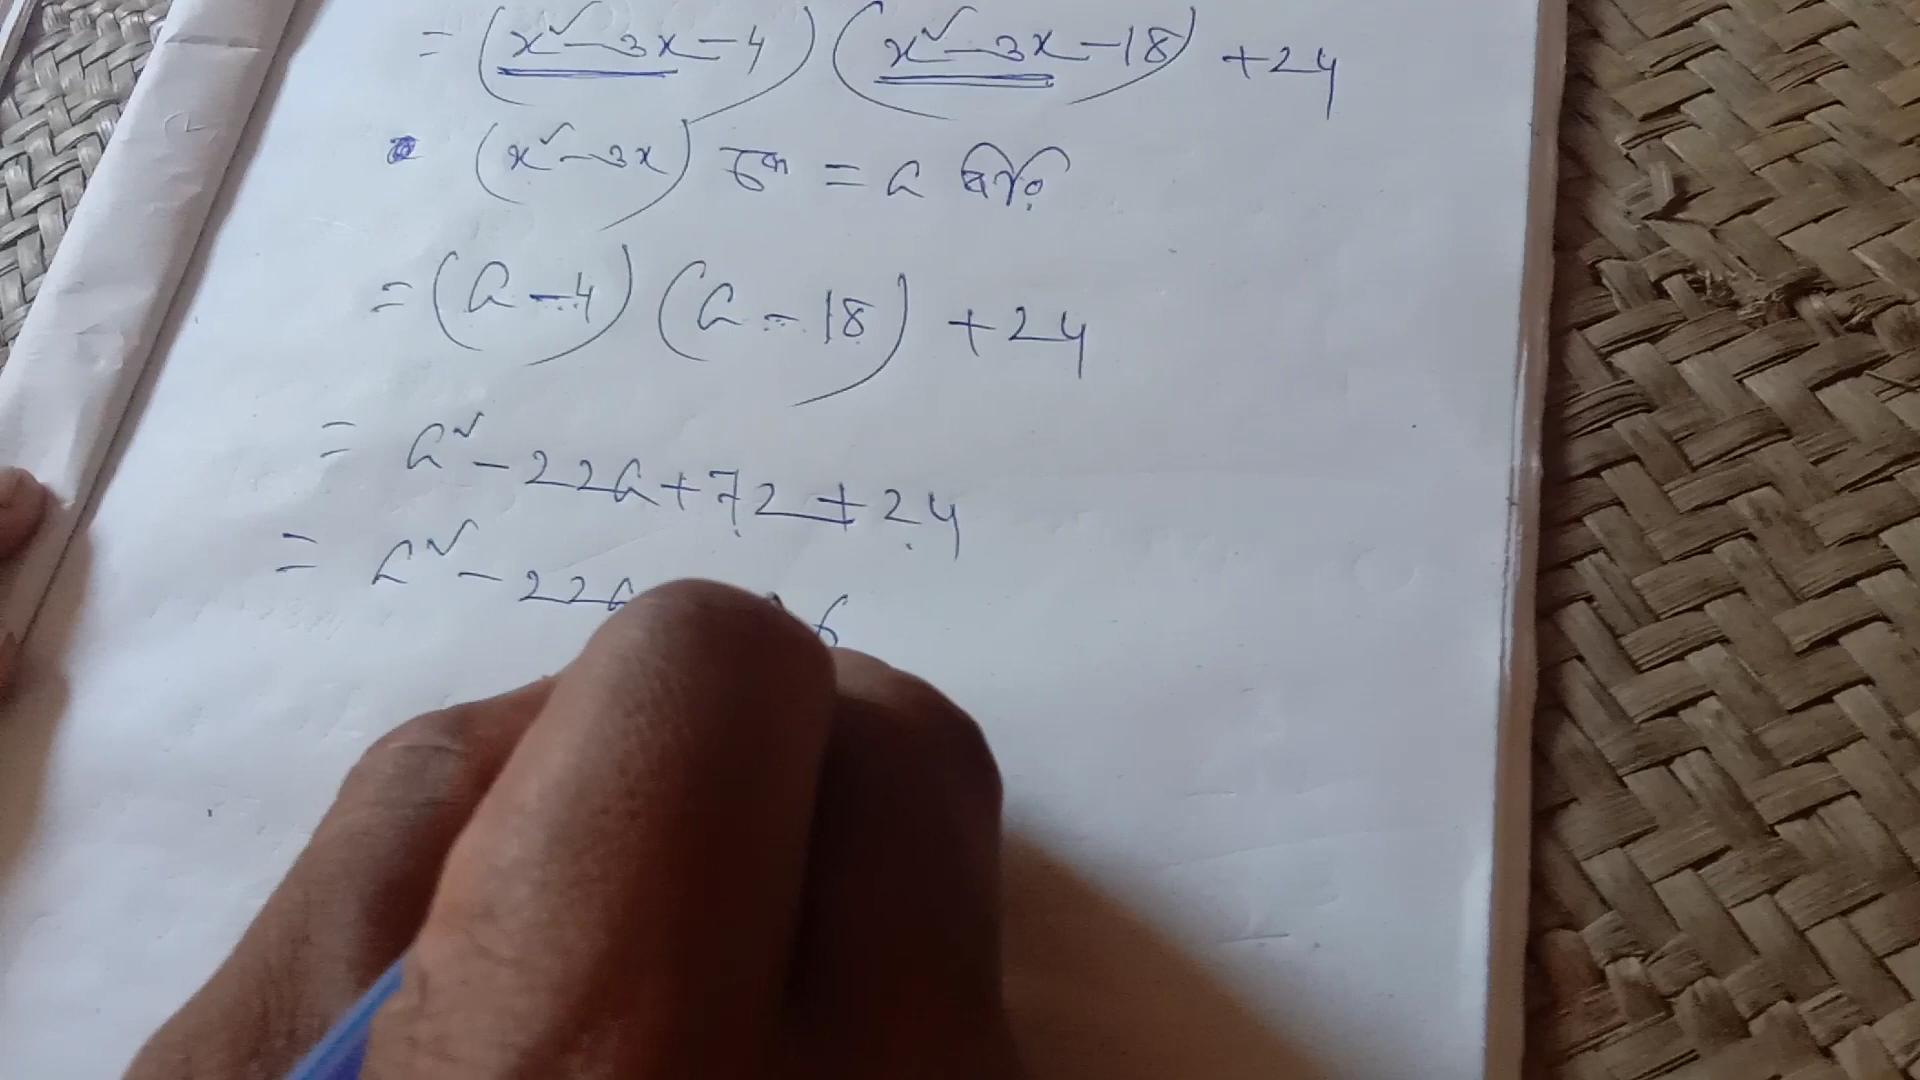 = (x² - 3x - 4) (x² - 3x - 18) + 24
(x² - 3x) কে = a ধরি।
= (a - 4) (a - 18) + 24
= a² - 22a + 72 + 24
= a² - 22a 6